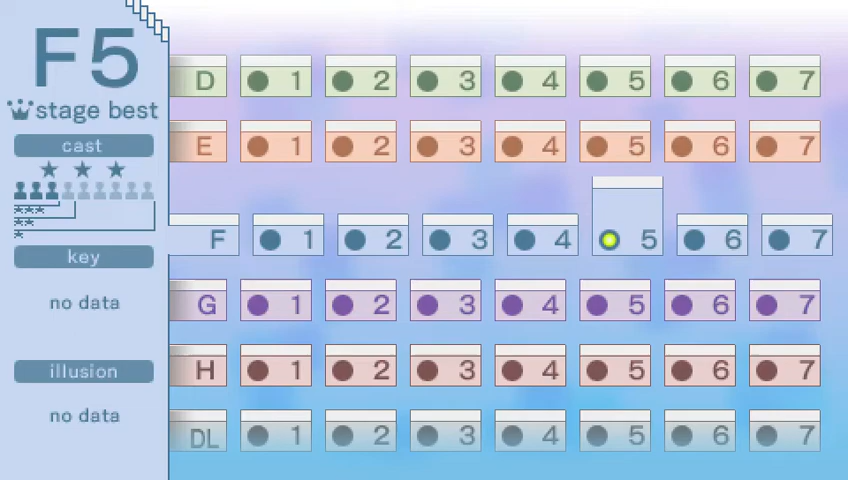 F5
stage best
cast
key
no data
illusion
no data
D 1 2 3 4 5 6 7
E 1 2 3 4 5 6 7
F 1 2 3 4 5 6 7
G 1 2 3 4 5 6 7
H 1 2 3 4 5 6 7
DL 1 2 3 4 5 6 7